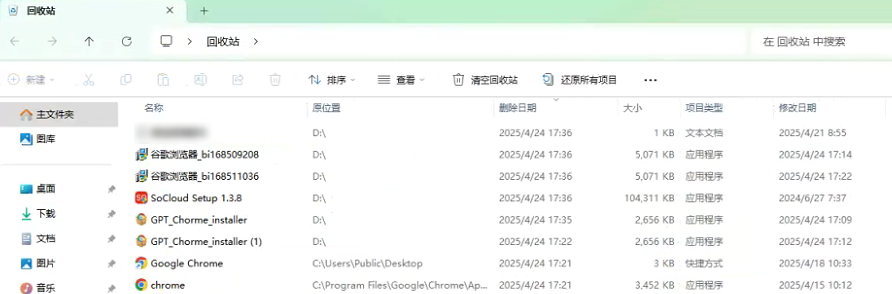 回收站
回收站
在 回收站 中搜索
新建 排序 查看 清空回收站 还原所有项目 ...
主文件夹
图库
桌面
下载
文档
图片
音乐
名称 原位置 删除日期 大小 项目类型 修改日期
D:\ 2025/4/24 17:36 1 KB 文本文档 2025/4/21 8:55
谷歌浏览器_bi168509208 D:\ 2025/4/24 17:36 5,071 KB 应用程序 2025/4/24 17:14
谷歌浏览器_bi168511036 D:\ 2025/4/24 17:36 5,071 KB 应用程序 2025/4/24 17:22
SoCloud Setup 1.3.8 D:\ 2025/4/24 17:36 104,311 KB 应用程序 2024/6/27 7:37
GPT_Chorme_installer D:\ 2025/4/24 17:35 2,656 KB 应用程序 2025/4/24 17:09
GPT_Chorme_installer (1) D:\ 2025/4/24 17:22 2,656 KB 应用程序 2025/4/24 17:12
Google Chrome C:\Users\Public\Desktop 2025/4/24 17:21 3 KB 快捷方式 2025/4/18 10:33
chrome C:\Program Files\Google\Chrome\Ap... 2025/4/24 17:21 3,452 KB 应用程序 2025/4/15 10:12